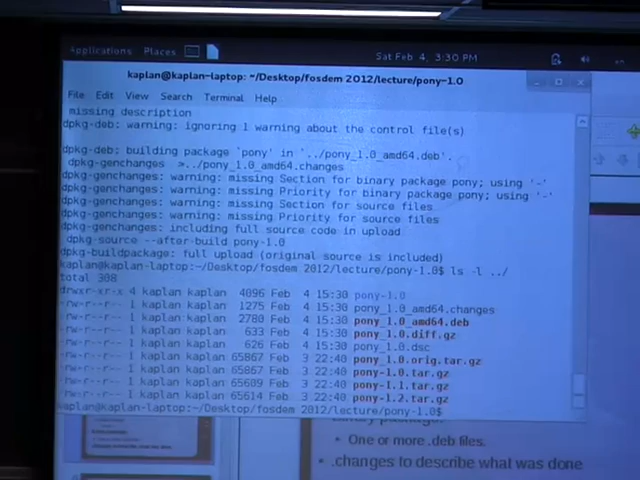 Applications Places Sat Feb 4, 3:30 PM
kaplan@kaplan-laptop: ~/Desktop/fosdem 2012/lecture/pony-1.0
File Edit View Search Terminal Help
missing description
dpkg-deb: warning: ignoring 1 warning about the control file(s)
dpkg-deb: building package `pony' in `../pony_1.0_amd64.deb'.
dpkg-genchanges >../pony_1.0_amd64.changes
dpkg-genchanges: warning: missing Section for binary package pony; using '-'
dpkg-genchanges: warning: missing Priority for binary package pony; using '-'
dpkg-genchanges: warning: missing Section for source files
dpkg-genchanges: warning: missing Priority for source files
dpkg-genchanges: including full source code in upload
dpkg-source --after-build pony-1.0
dpkg-buildpackage: full upload (original source is included)
kaplan@kaplan-laptop:~/Desktop/fosdem 2012/lecture/pony-1.0$ ls -l ../
total 308
drwxr-xr-x 4 kaplan kaplan 4096 Feb 4 15:30 pony-1.0
-rw-r--r-- 1 kaplan kaplan 1275 Feb 4 15:30 pony_1.0_amd64.changes
-rw-r--r-- 1 kaplan kaplan 2780 Feb 4 15:30 pony_1.0_amd64.deb
-rw-r--r-- 1 kaplan kaplan 633 Feb 4 15:30 pony_1.0.diff.gz
-rw-r--r-- 1 kaplan kaplan 626 Feb 4 15:30 pony_1.0.dsc
-rw-r--r-- 1 kaplan kaplan 65867 Feb 3 22:40 pony_1.0.orig.tar.gz
-rw-r--r-- 1 kaplan kaplan 65867 Feb 3 22:40 pony-1.0.tar.gz
-rw-r--r-- 1 kaplan kaplan 65609 Feb 3 22:40 pony-1.1.tar.gz
-rw-r--r-- 1 kaplan kaplan 65614 Feb 3 22:40 pony-1.2.tar.gz
kaplan@kaplan-laptop:~/Desktop/fosdem 2012/lecture/pony-1.0$
package:
• One or more .deb files.
• .changes to describe what was done